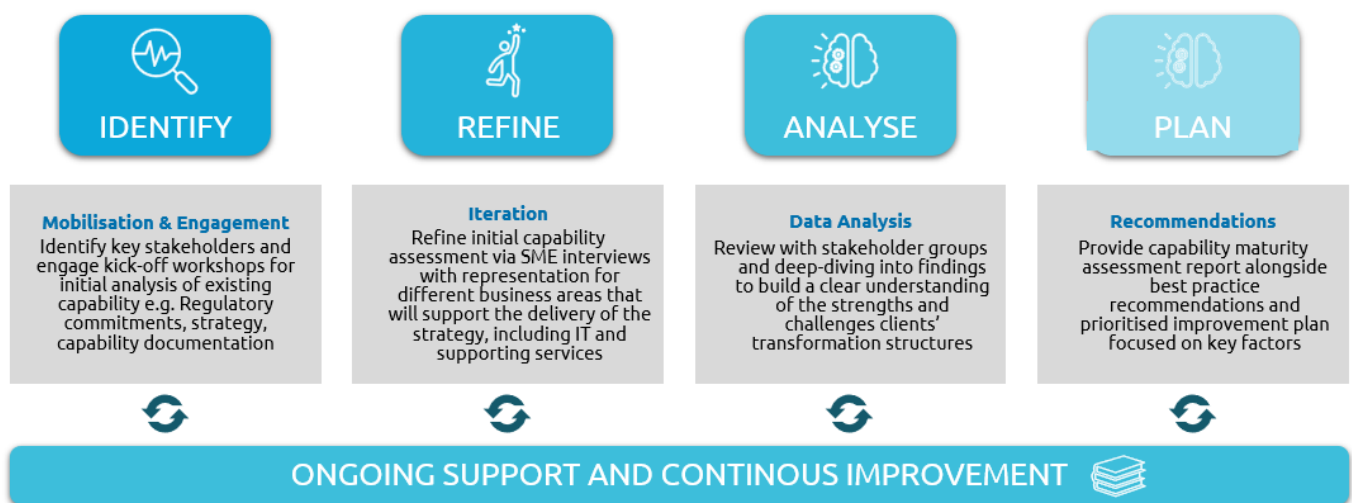 IDENTIFY
REFINE
ANALYSE
PLAN
Mobilisation & Engagement
Identify key stakeholders and
engage kick-off workshops for
initial analysis of existing
capability e.g. Regulatory
commitments, strategy,
capability documentation
Iteration
Refine initial capability
assessment via SME interviews
with representation for
different business areas that
will support the delivery of the
strategy, including IT and
supporting services
Data Analysis
Review with stakeholder groups
and deep-diving into findings
to build a clear understanding
of the strengths and
challenges clients’
transformation structures
Recommendations
Provide capability maturity
assessment report alongside
best practice
recommendations and
prioritised improvement plan
focused on key factors
ONGOING SUPPORT AND CONTINOUS IMPROVEMENT